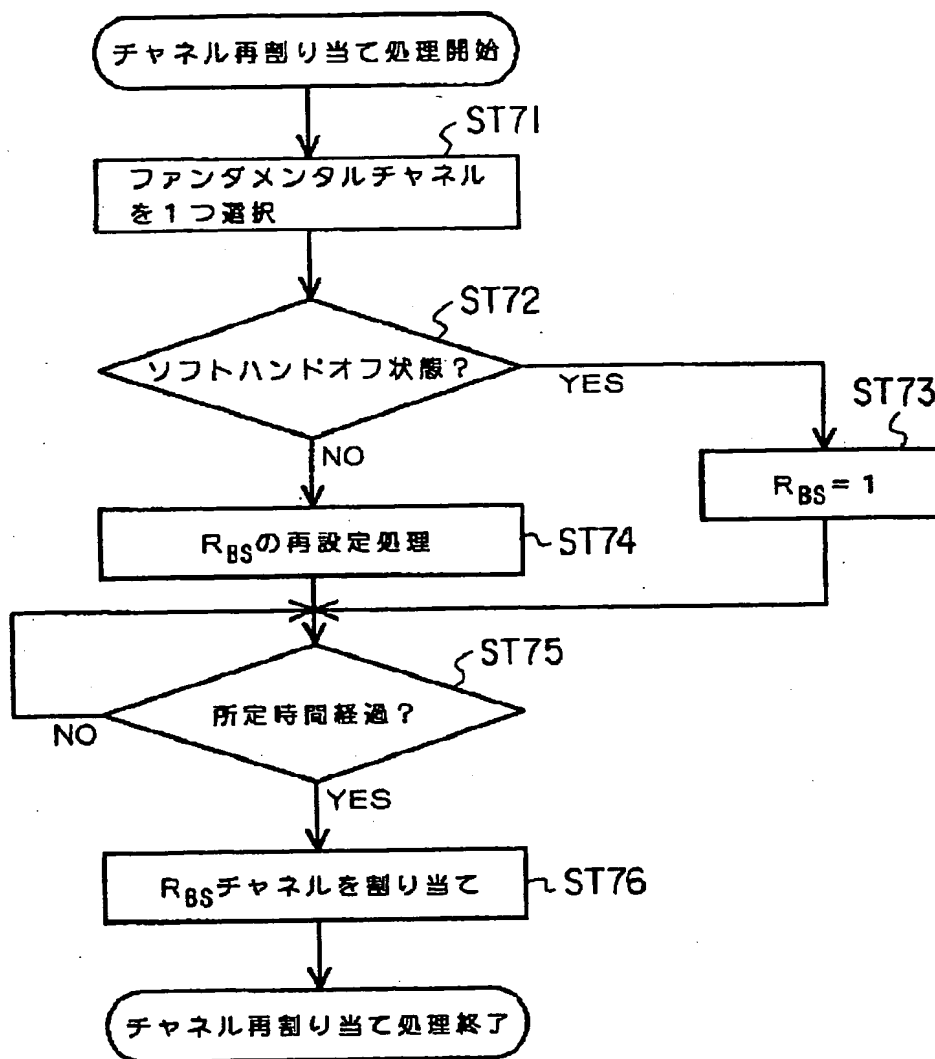 チャネル再割り当て処理開始
ST71
ファンダメンタルチャネル
を1つ選択
ST72
ソフトハンドオフ状態?
YES
ST73
NO
RBS=1
RBSの再設定処理
ST74
ST75
所定時間経過?
NO
YES
RBSチャネルを割り当て
ST76
チャネル再割り当て処理終了